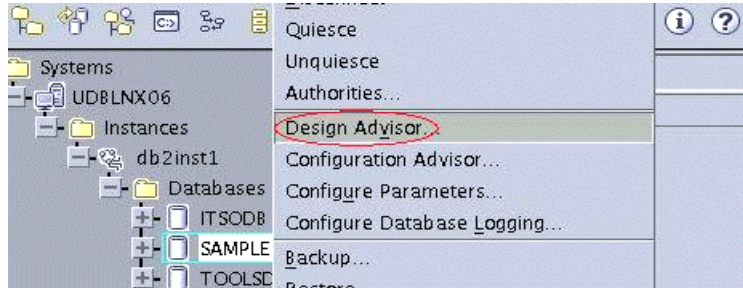 Quiesce
Unquiesce
Authorities...
Design Advisor...
Configuration Advisor...
Configure Parameters...
Configure Database Logging...
Backup...
Systems
UDBLNX06
Instances
db2inst1
Databases
ITSODB
SAMPLE